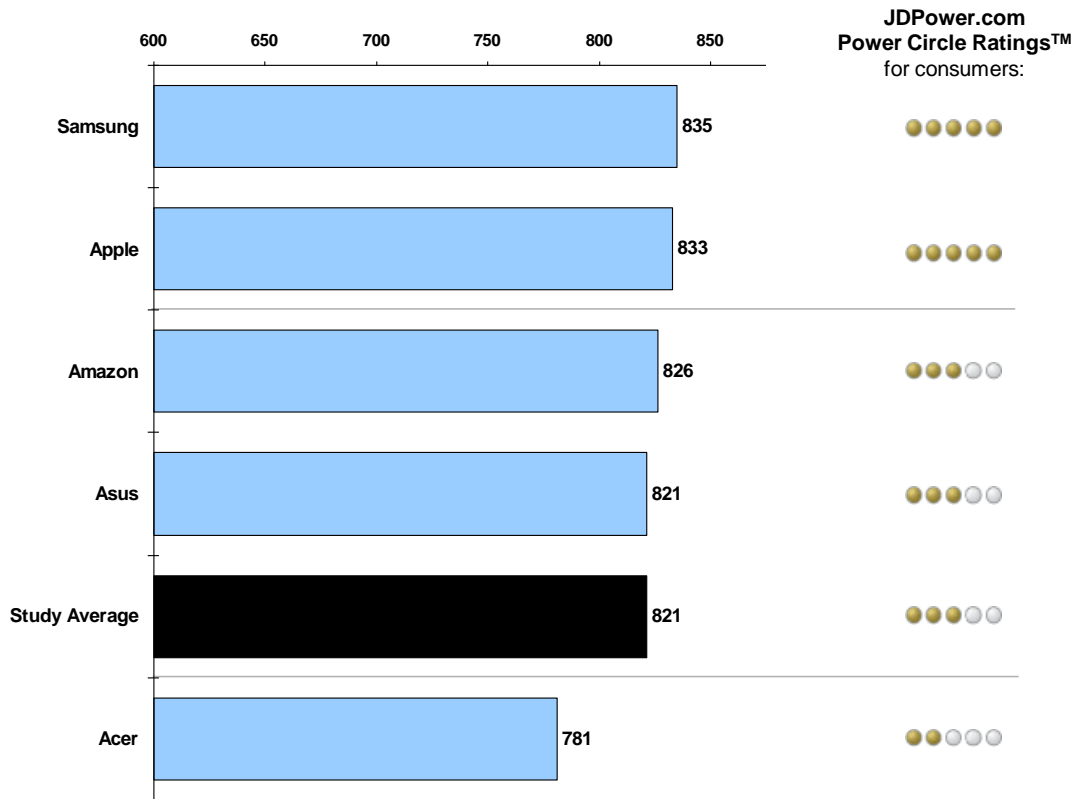 JDPower.com
Power Circle Ratings™
for consumers:
600 650 700 750 800 850
Samsung 835
Apple 833
Amazon 826
Asus 821
Study Average 821
Acer 781